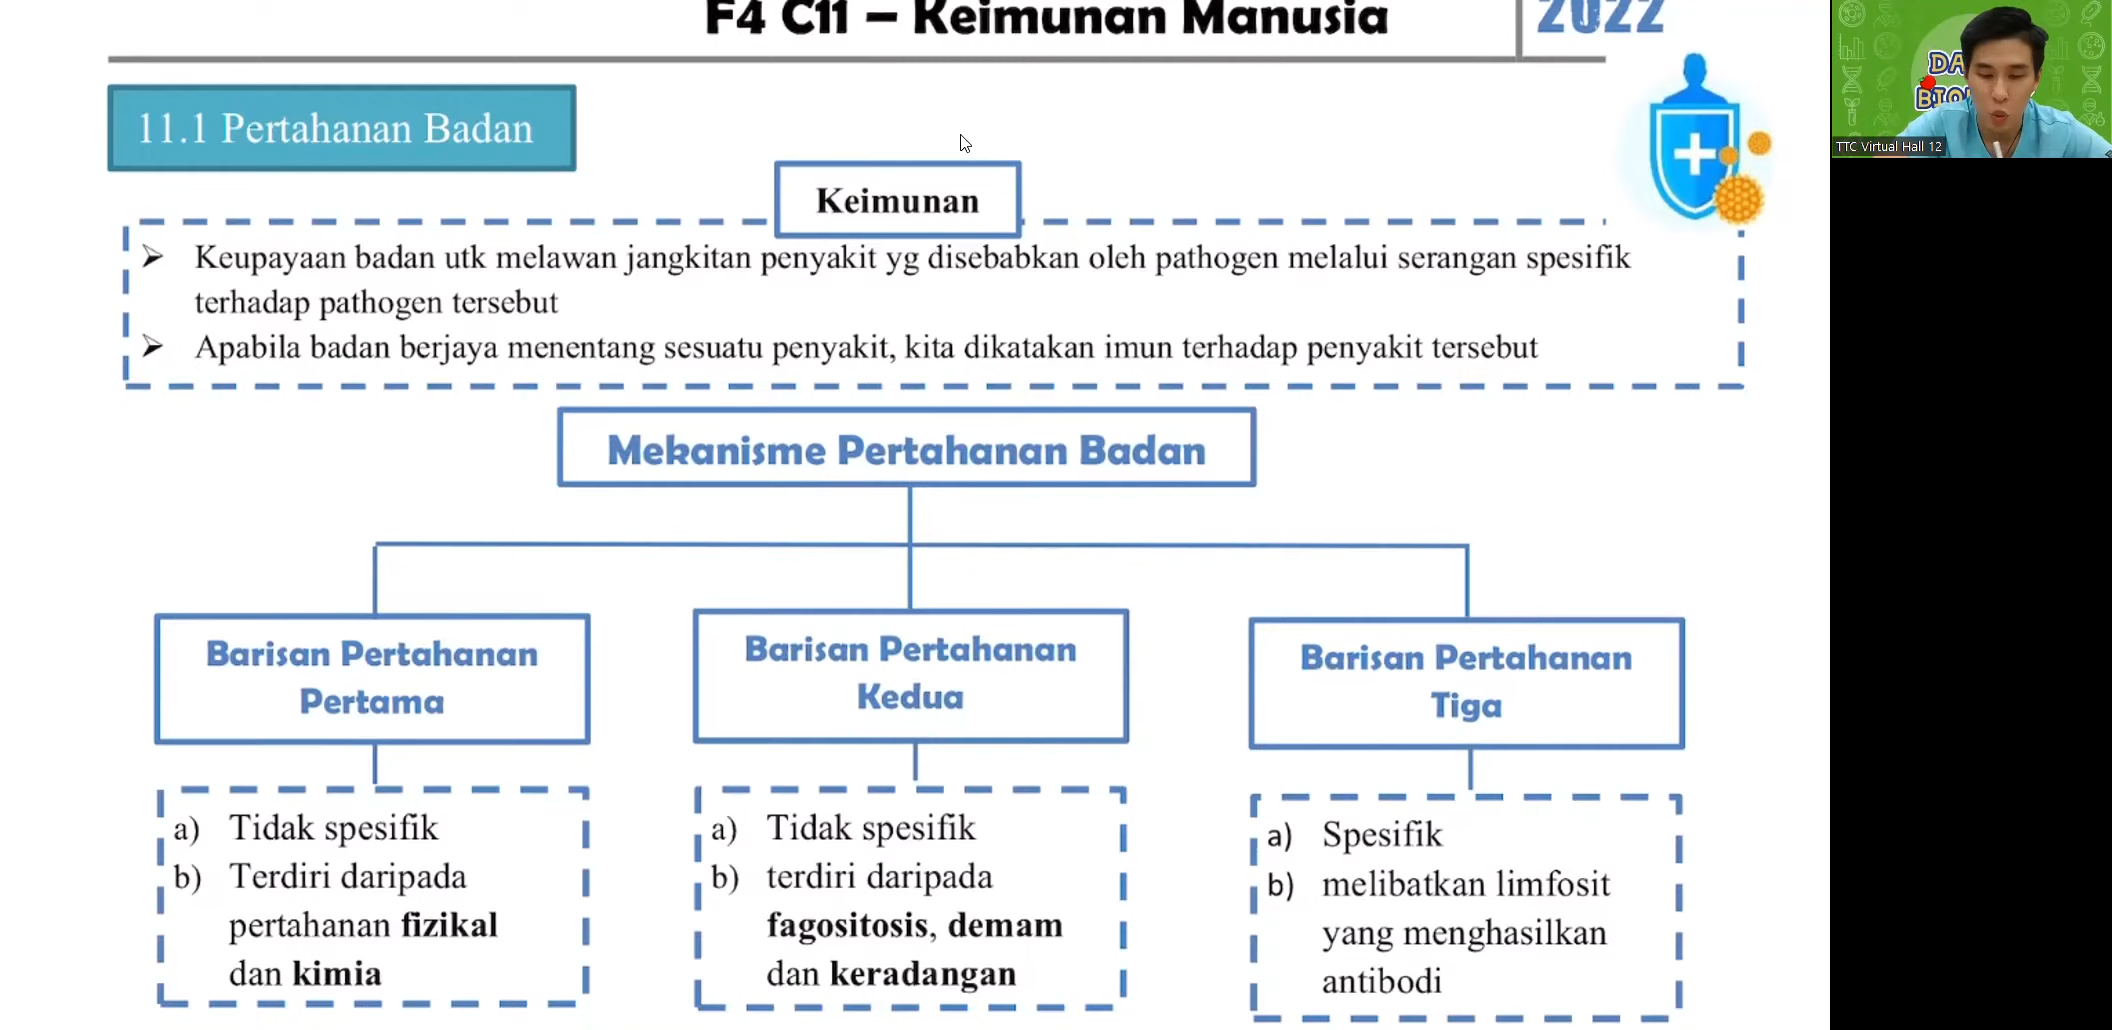 F4 C11 – Keimunan Manusia
2022
11.1 Pertahanan Badan
Keimunan
➢ Keupayaan badan utk melawan jangkitan penyakit yg disebabkan oleh pathogen melalui serangan spesifik
terhadap pathogen tersebut
➢ Apabila badan berjaya menentang sesuatu penyakit, kita dikatakan imun terhadap penyakit tersebut
Mekanisme Pertahanan Badan
Barisan Pertahanan
Pertama
a) Tidak spesifik
b) Terdiri daripada
pertahanan fizikal
dan kimia
Barisan Pertahanan
Kedua
a) Tidak spesifik
b) terdiri daripada
fagositosis, demam
dan keradangan
Barisan Pertahanan
Tiga
a) Spesifik
b) melibatkan limfosit
yang menghasilkan
antibodi
TTC Virtual Hall 12